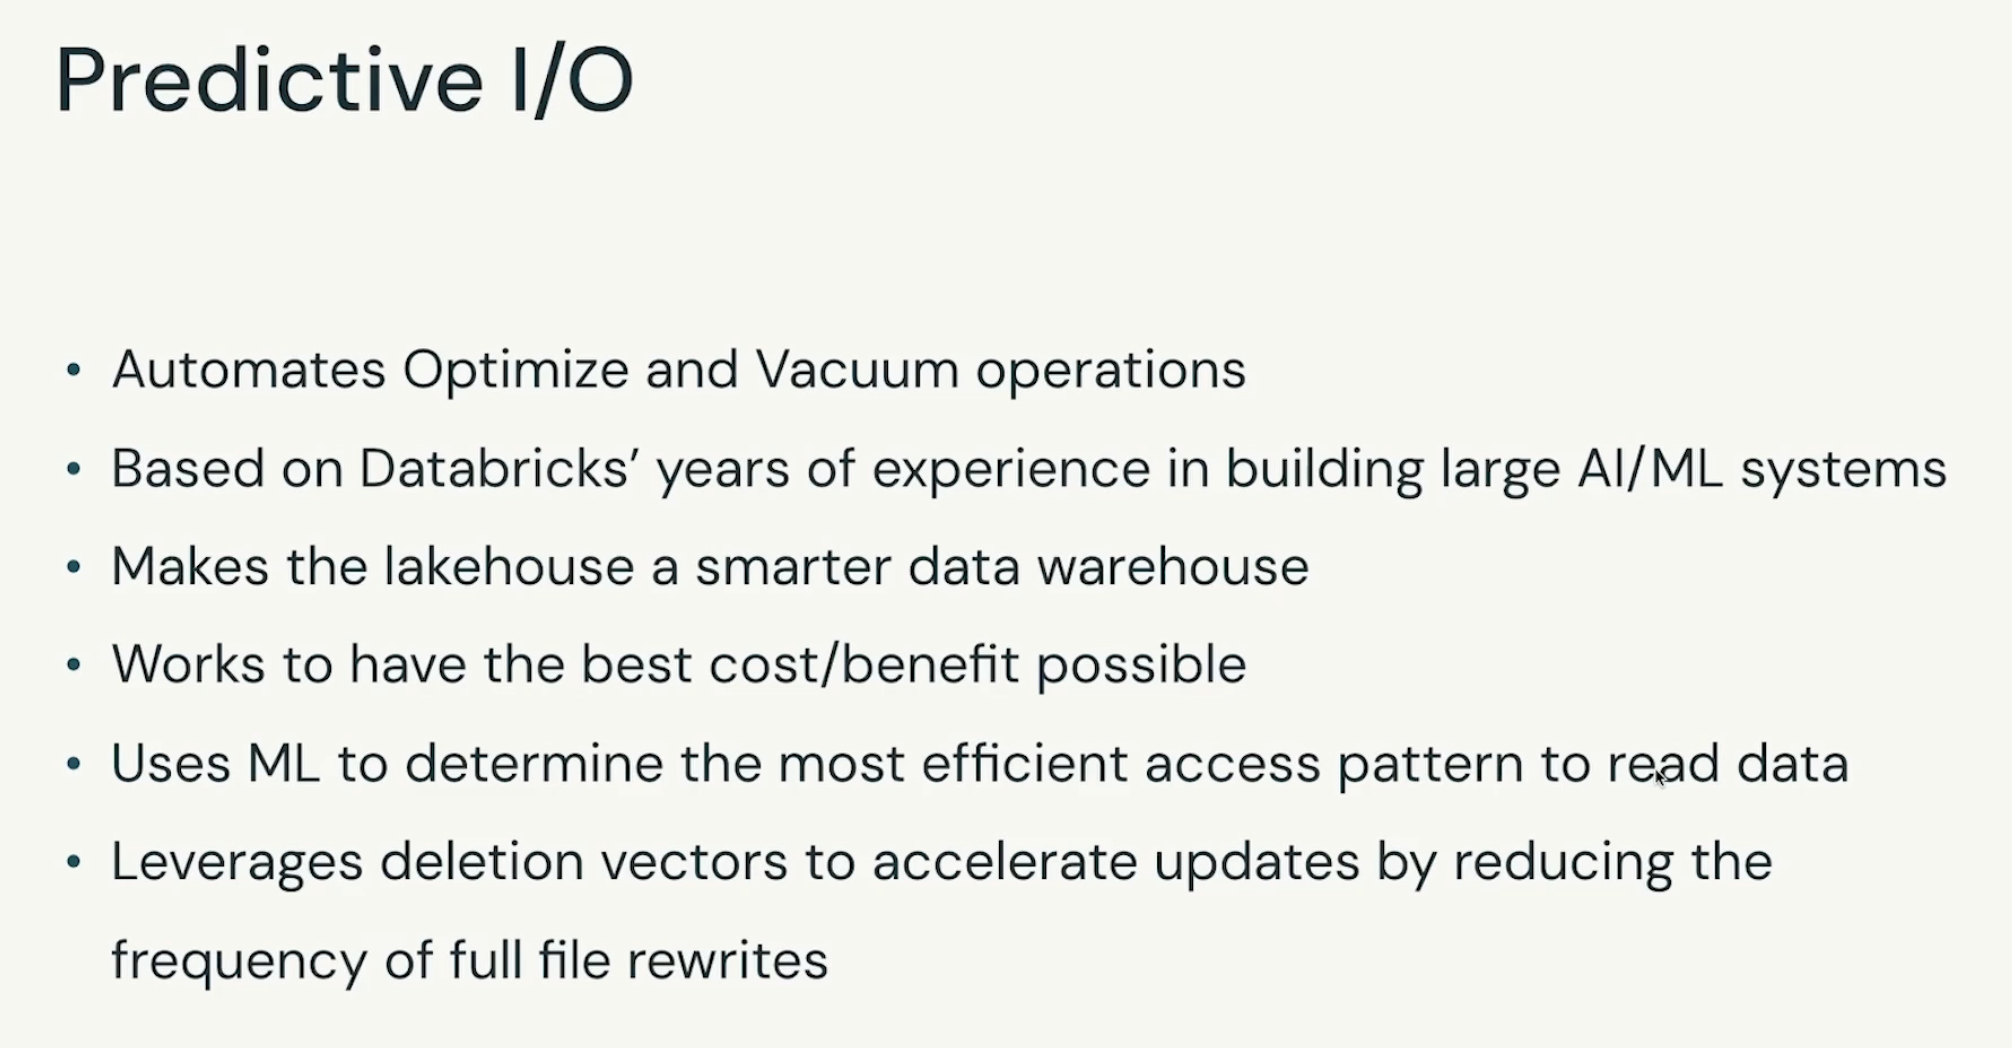 Predictive I/O
• Automates Optimize and Vacuum operations
• Based on Databricks’ years of experience in building large AI/ML systems
• Makes the lakehouse a smarter data warehouse
• Works to have the best cost/benefit possible
• Uses ML to determine the most efficient access pattern to read data
• Leverages deletion vectors to accelerate updates by reducing the
frequency of full file rewrites